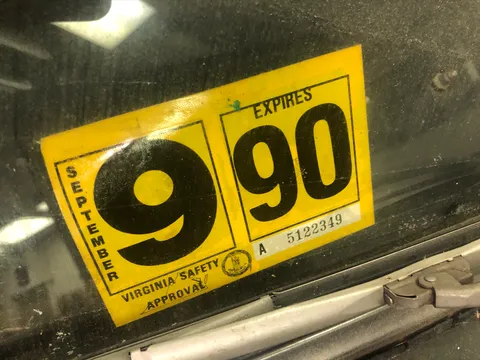 SEPTEMBER
9
EXPIRES
90
A 5122349
VIRGINIA SAFETY
APPROVAL